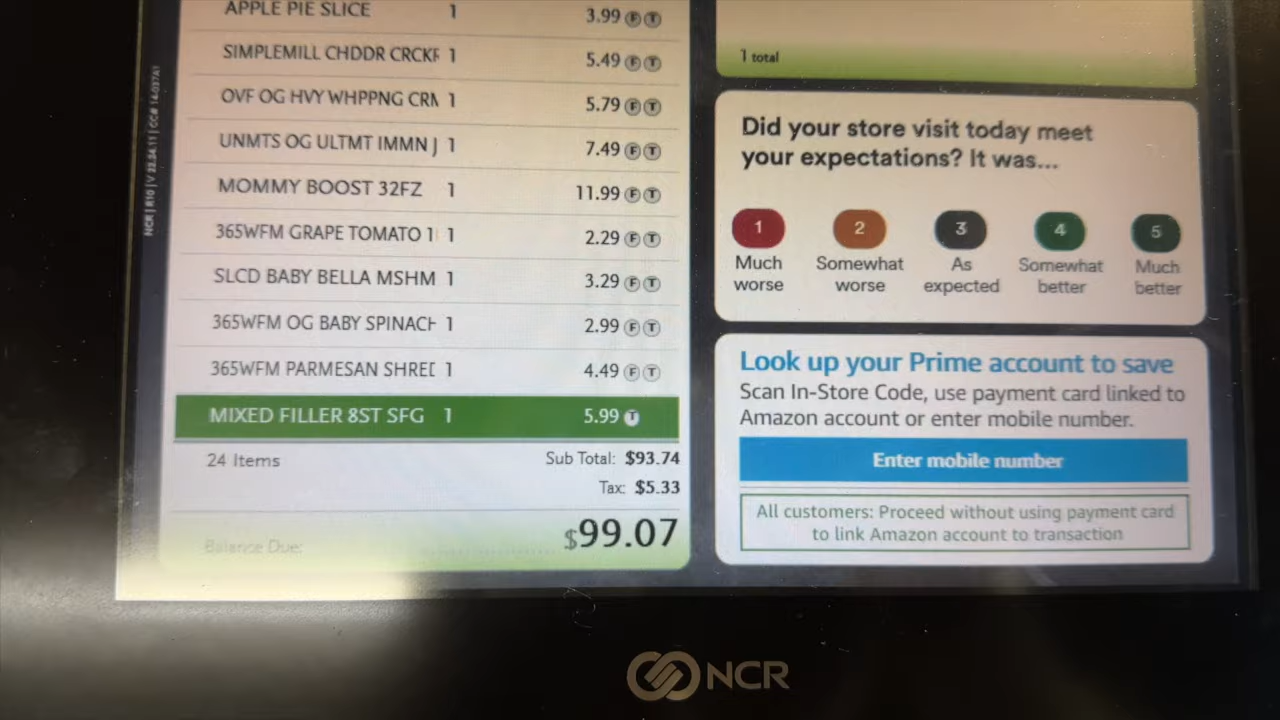 APPLE PIE SLICE 1 3.99 F T
SIMPLEMILL CHDDR CRCKR 1 5.49 F T
OVF OG HVY WHPPNG CRM 1 5.79 F T
UNMTS OG ULTMT IMMN J 1 7.49 F T
MOMMY BOOST 32FZ 1 11.99 F T
365WFM GRAPE TOMATO 1 1 2.29 F T
SLCD BABY BELLA MSHM 1 3.29 F T
365WFM OG BABY SPINACH 1 2.99 F T
365WFM PARMESAN SHRED 1 4.49 F T
MIXED FILLER 8ST SFG 1 5.99 T
24 Items Sub Total: $93.74
Tax: $5.33
Balance Due: $99.07
1 total
Did your store visit today meet
your expectations? It was...
1 2 3 4 5
Much worse
Somewhat worse
As expected
Somewhat better
Much better
Look up your Prime account to save
Scan In-Store Code, use payment card linked to
Amazon account or enter mobile number.
Enter mobile number
All customers: Proceed without using payment card
to link Amazon account to transaction
NCR